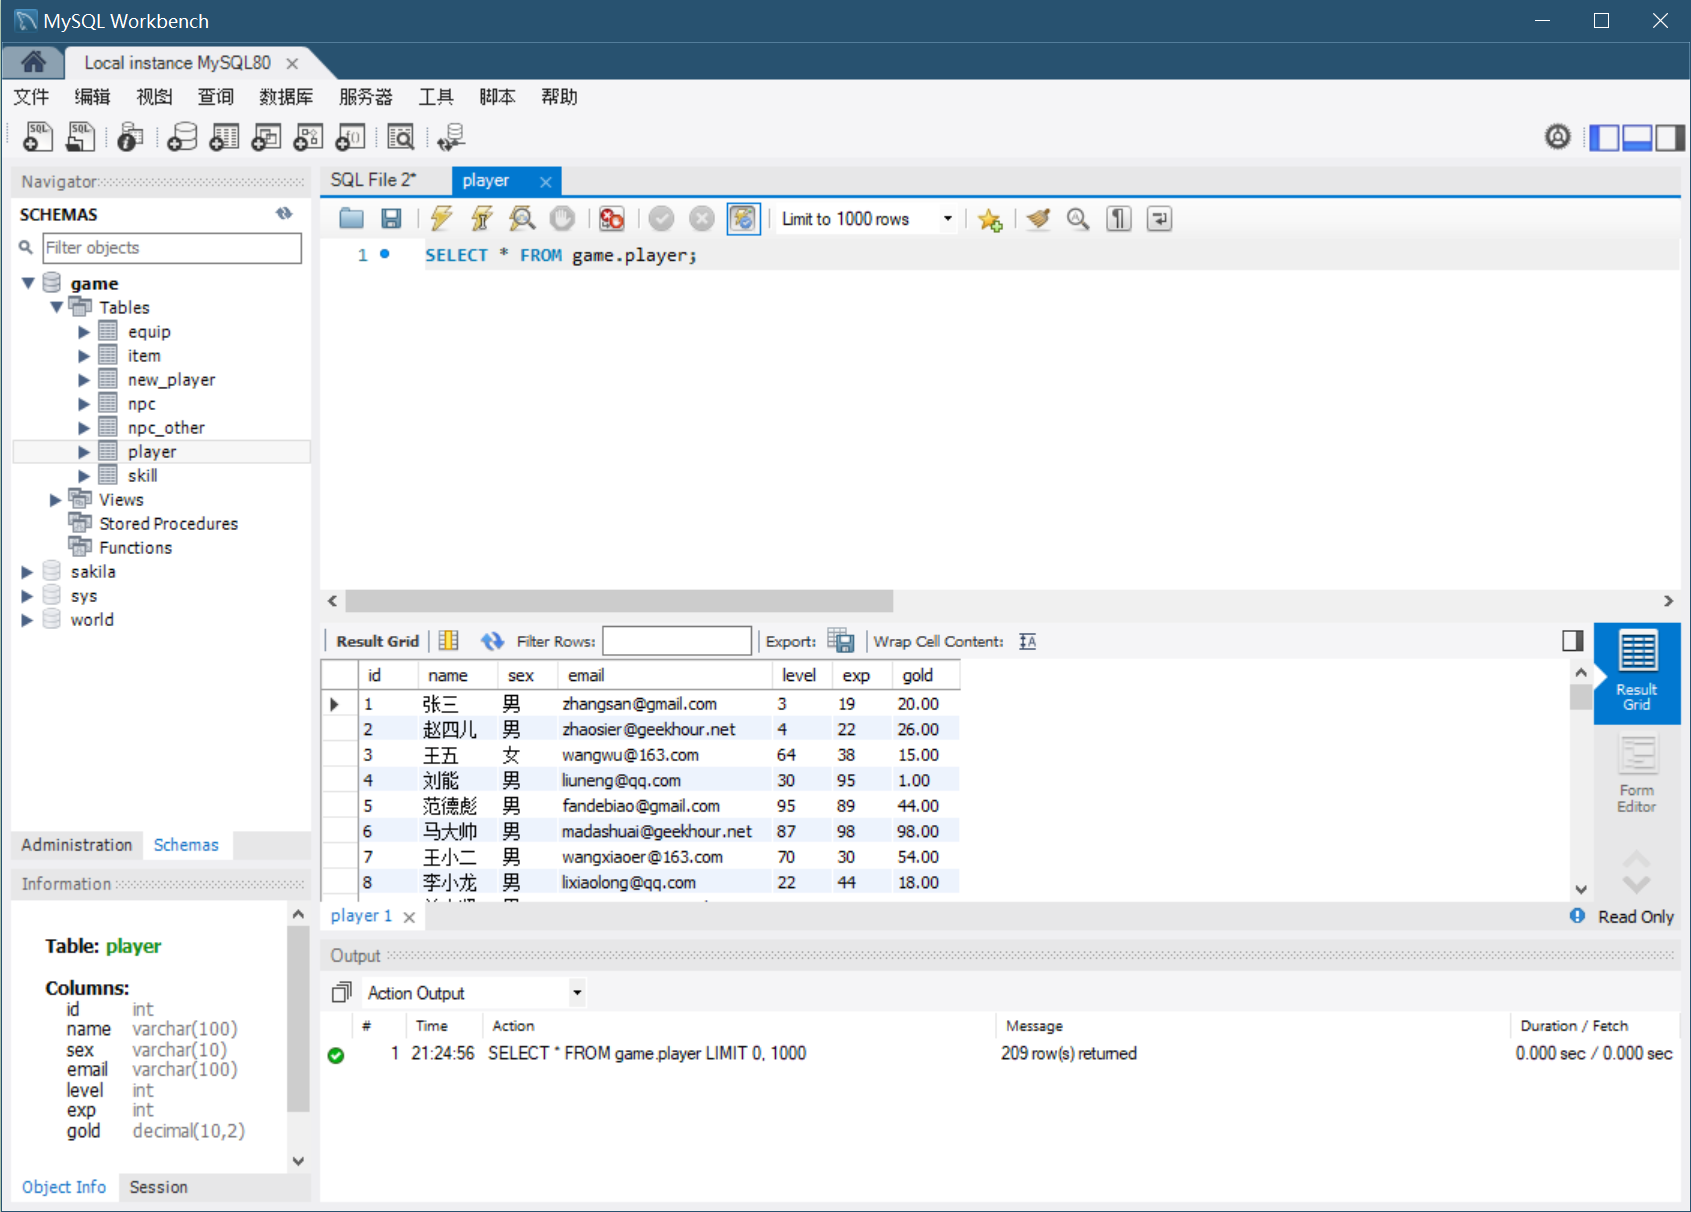 MySQL Workbench
Local instance MySQL80
文件 编辑 视图 查询 数据库 服务器 工具 脚本 帮助
Navigator
SCHEMAS
Filter objects
game
Tables
equip
item
new_player
npc
npc_other
player
skill
Views
Stored Procedures
Functions
sakila
sys
world
Administration Schemas
Information
Table: player
Columns:
id int
name varchar(100)
sex varchar(10)
email varchar(100)
level int
exp int
gold decimal(10,2)
Object Info Session
SQL File 2* player
Limit to 1000 rows
1 SELECT * FROM game.player;
Result Grid Filter Rows: Export: Wrap Cell Content:
id name sex email level exp gold
1 张三 男 zhangsan@gmail.com 3 19 20.00
2 赵四儿 男 zhaosier@geekhour.net 4 22 26.00
3 王五 女 wangwu@163.com 64 38 15.00
4 刘能 男 liuneng@qq.com 30 95 1.00
5 范德彪 男 fandebiao@gmail.com 95 89 44.00
6 马大帅 男 madashuai@geekhour.net 87 98 98.00
7 王小二 男 wangxiaoer@163.com 70 30 54.00
8 李小龙 男 lixiaolong@qq.com 22 44 18.00
Result
Grid
Form
Editor
player 1 Read Only
Output
Action Output
# Time Action Message Duration / Fetch
1 21:24:56 SELECT * FROM game.player LIMIT 0, 1000 209 row(s) returned 0.000 sec / 0.000 sec